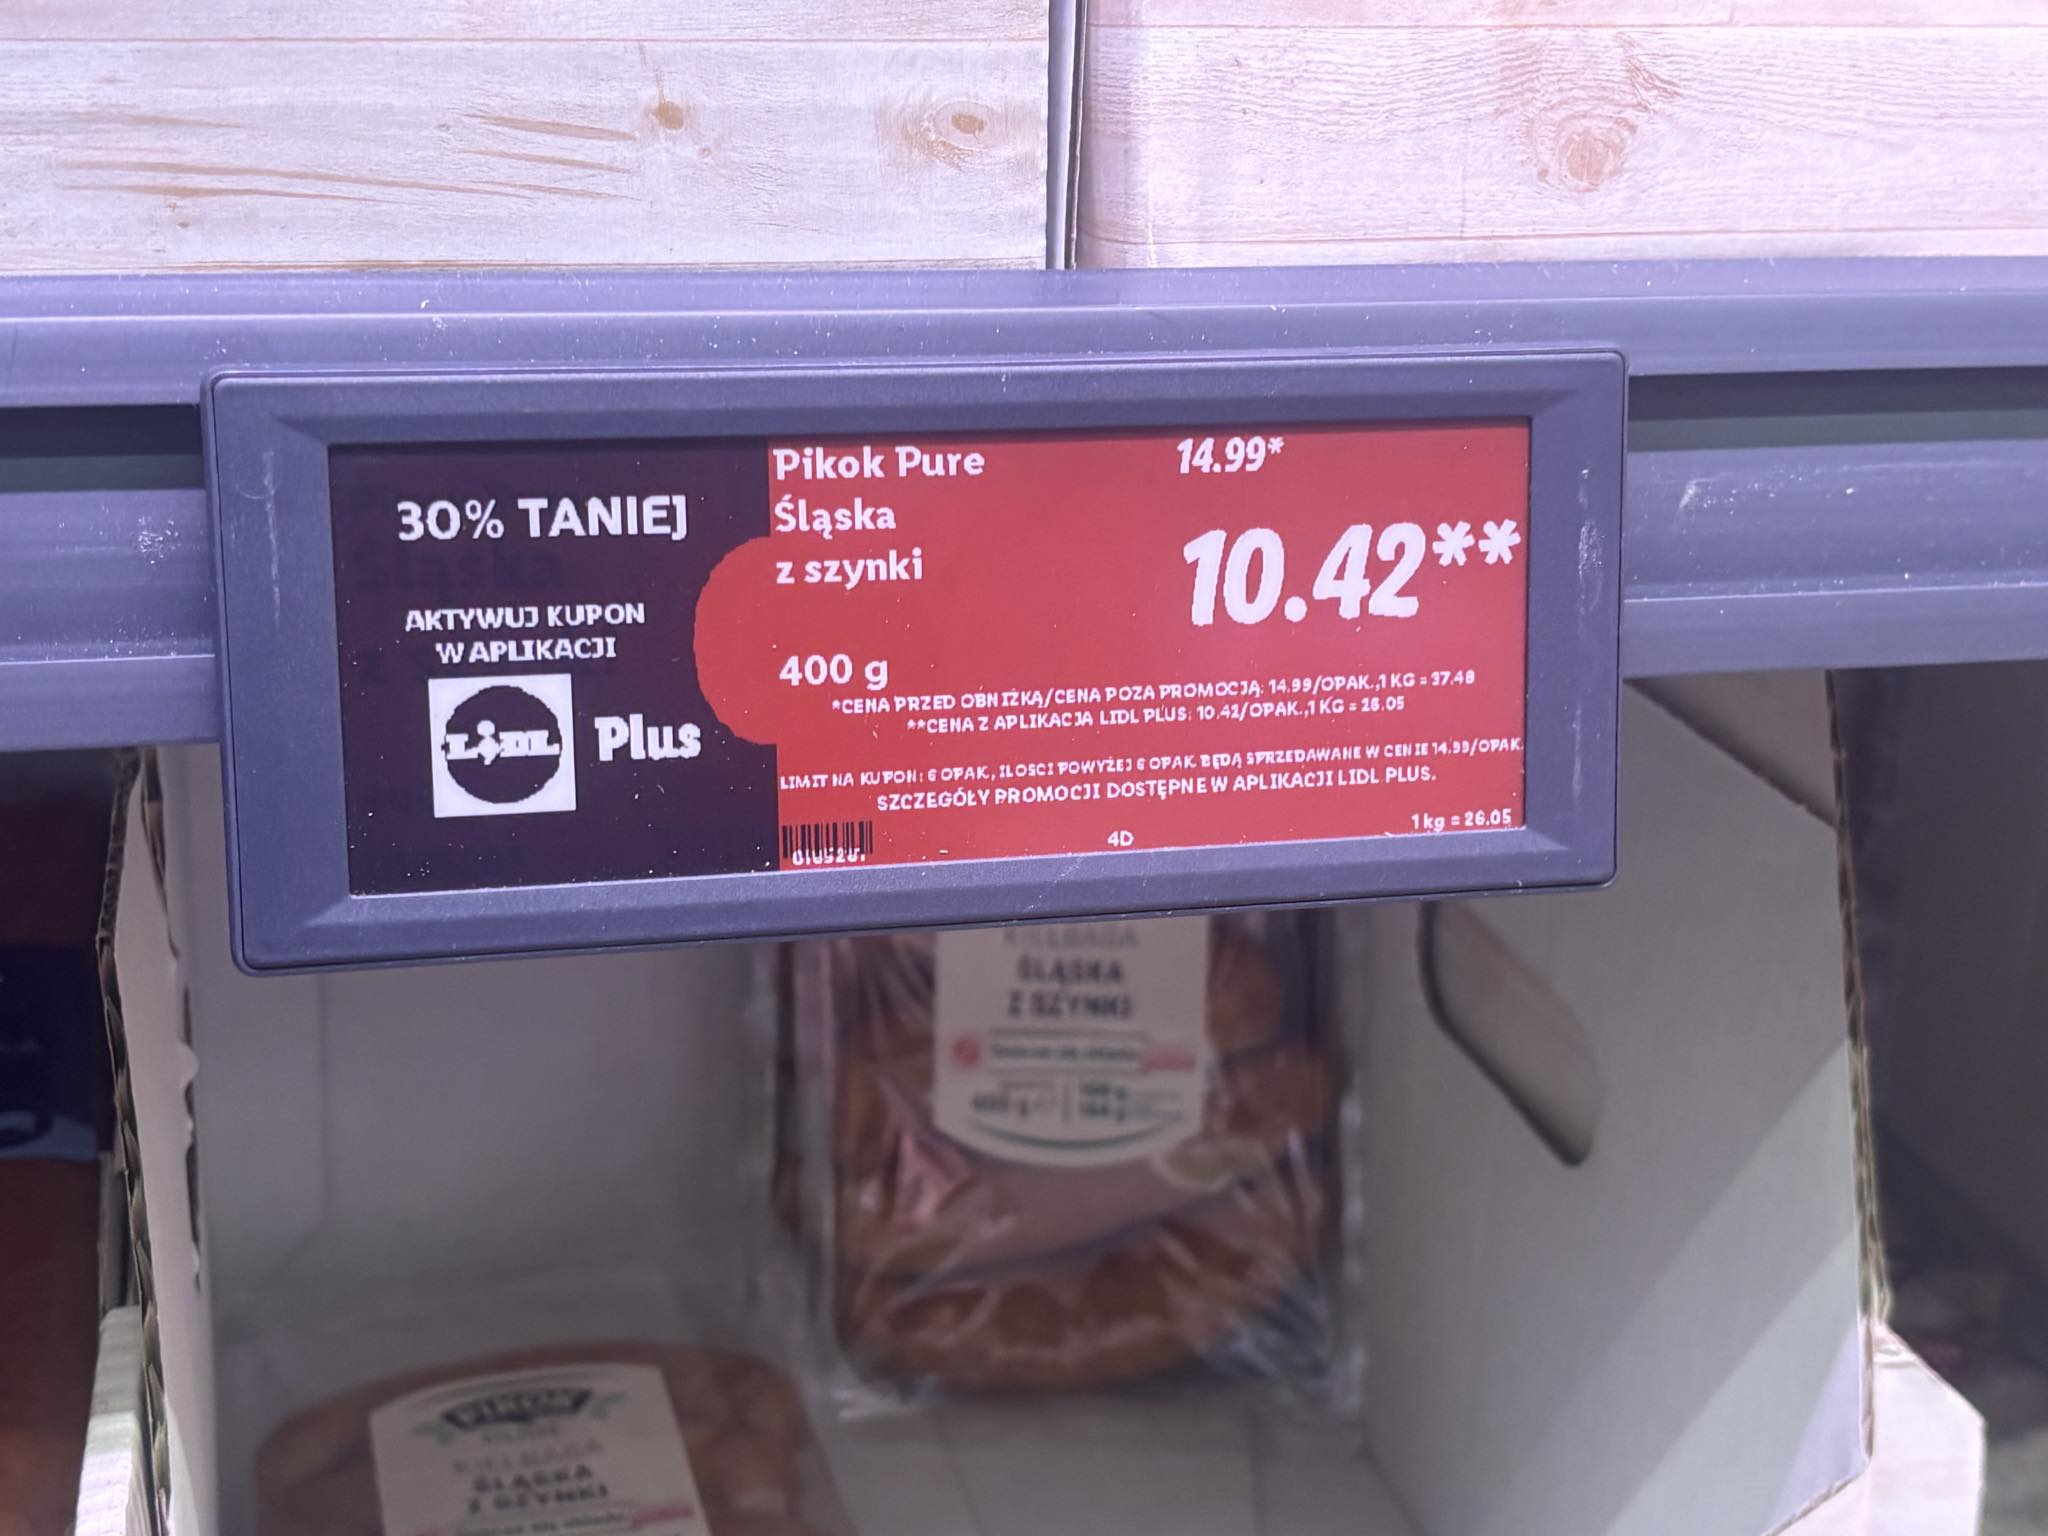 30% TANIEJ
AKTYWUJ KUPON
W APLIKACJI
LIDL Plus
Pikok Pure
Śląska
z szynki
14.99*
10.42**
400 g
*CENA PRZED OBNIŻKĄ/CENA POZA PROMOCJĄ: 14.99/OPAK.,1 KG = 37.48
**CENA Z APLIKACJĄ LIDL PLUS: 10.42/OPAK.,1 KG = 26.05
LIMIT NA KUPON: 6 OPAK., ILOŚCI POWYŻEJ 6 OPAK BĘDĄ SPRZEDAWANE W CENIE 14.99/OPAK.
SZCZEGÓŁY PROMOCJI DOSTĘPNE W APLIKACJI LIDL PLUS.
4D
1 kg = 26.05
KIEŁBASA
ŚLĄSKA
Z SZYNKI
400 g
PIKOK
PURE
KIEŁBASA
ŚLĄSKA
Z SZYNKI